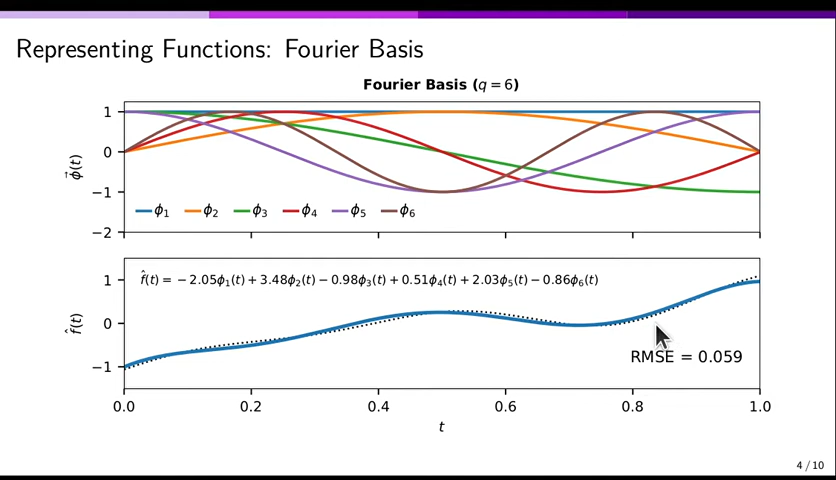 Representing Functions: Fourier Basis
Fourier Basis (q = 6)
1
0
−1
−2
ϕ⃗(t)
ϕ₁ ϕ₂ ϕ₃ ϕ₄ ϕ₅ ϕ₆
f̂(t) = −2.05ϕ₁(t) + 3.48ϕ₂(t) − 0.98ϕ₃(t) + 0.51ϕ₄(t) + 2.03ϕ₅(t) − 0.86ϕ₆(t)
1
0
−1
f̂(t)
RMSE = 0.059
0.0 0.2 0.4 0.6 0.8 1.0
t
4 / 10